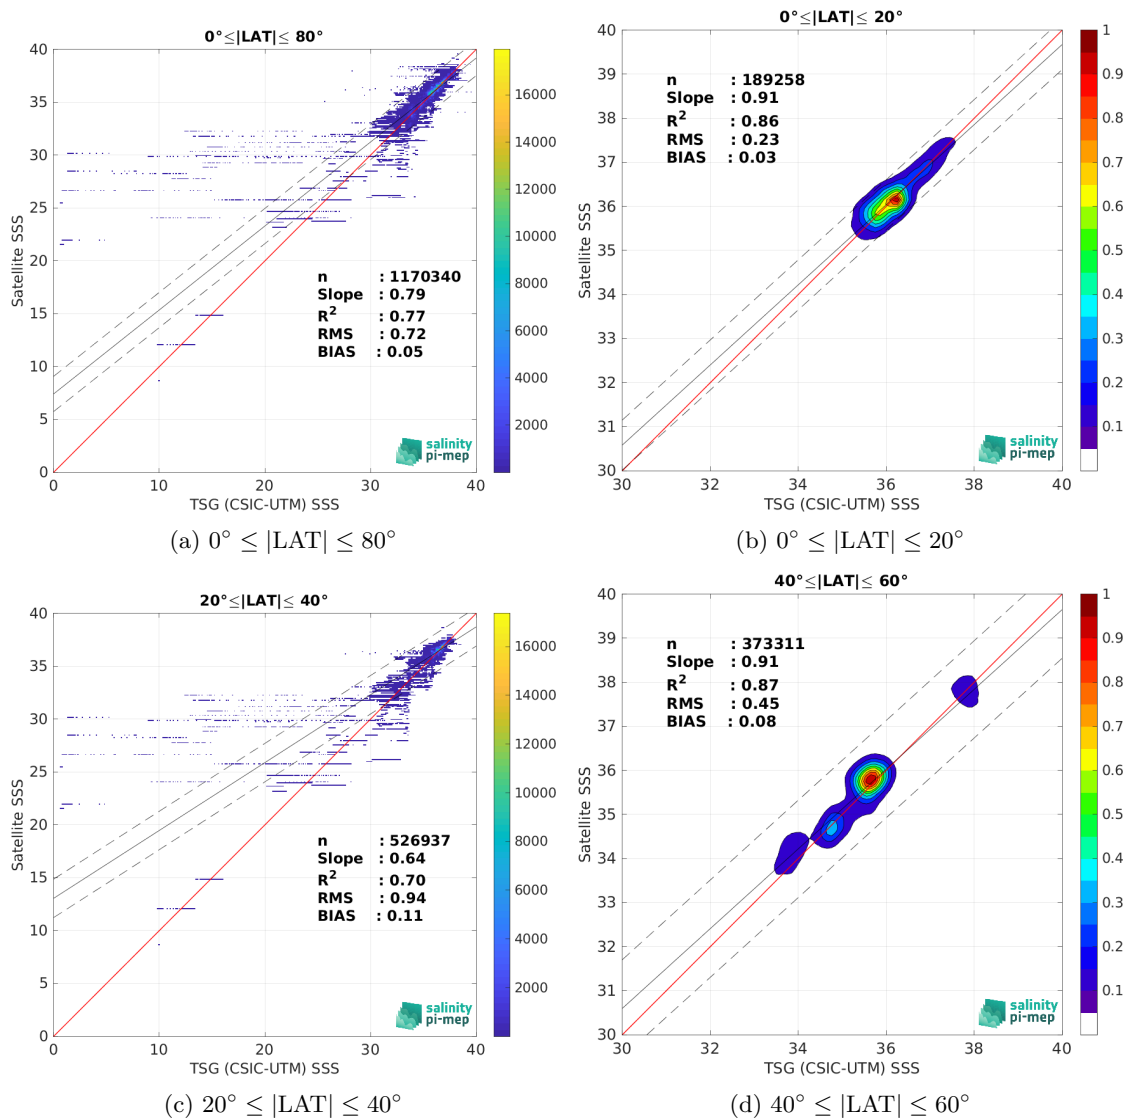 0°≤|LAT|≤ 80°
40
35
30
25
20
15
10
5
0
Satellite SSS
n : 1170340
Slope : 0.79
R² : 0.77
RMS : 0.72
BIAS : 0.05
salinity
pi-mep
0 10 20 30 40
TSG (CSIC-UTM) SSS
16000
14000
12000
10000
8000
6000
4000
2000
(a) 0° ≤ |LAT| ≤ 80°
0°≤|LAT|≤ 20°
40
39
38
37
36
35
34
33
32
31
30
Satellite SSS
n : 189258
Slope : 0.91
R² : 0.86
RMS : 0.23
BIAS : 0.03
salinity
pi-mep
30 32 34 36 38 40
TSG (CSIC-UTM) SSS
1
0.9
0.8
0.7
0.6
0.5
0.4
0.3
0.2
0.1
(b) 0° ≤ |LAT| ≤ 20°
20°≤|LAT|≤ 40°
40
35
30
25
20
15
10
5
0
Satellite SSS
n : 526937
Slope : 0.64
R² : 0.70
RMS : 0.94
BIAS : 0.11
salinity
pi-mep
0 10 20 30 40
TSG (CSIC-UTM) SSS
16000
14000
12000
10000
8000
6000
4000
2000
0
(c) 20° ≤ |LAT| ≤ 40°
40°≤|LAT|≤ 60°
40
39
38
37
36
35
34
33
32
31
30
Satellite SSS
n : 373311
Slope : 0.91
R² : 0.87
RMS : 0.45
BIAS : 0.08
salinity
pi-mep
30 32 34 36 38 40
TSG (CSIC-UTM) SSS
1
0.9
0.8
0.7
0.6
0.5
0.4
0.3
0.2
0.1
(d) 40° ≤ |LAT| ≤ 60°